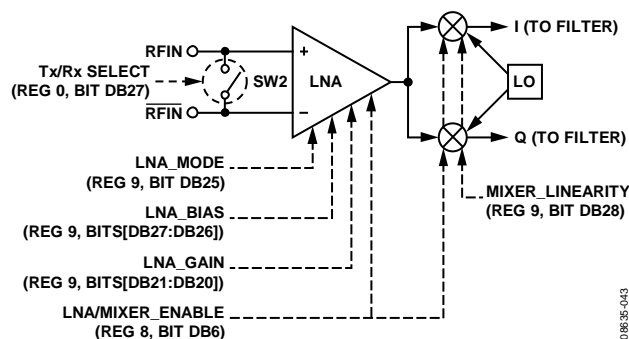 RFIN
Tx/Rx SELECT
(REG 0, BIT DB27)
RFIN
SW2
+
LNA
–
I (TO FILTER)
LO
Q (TO FILTER)
LNA_MODE
(REG 9, BIT DB25)
LNA_BIAS
(REG 9, BITS[DB27:DB26])
LNA_GAIN
(REG 9, BITS[DB21:DB20])
LNA/MIXER_ENABLE
(REG 8, BIT DB6)
MIXER_LINEARITY
(REG 9, BIT DB28)
08635-043